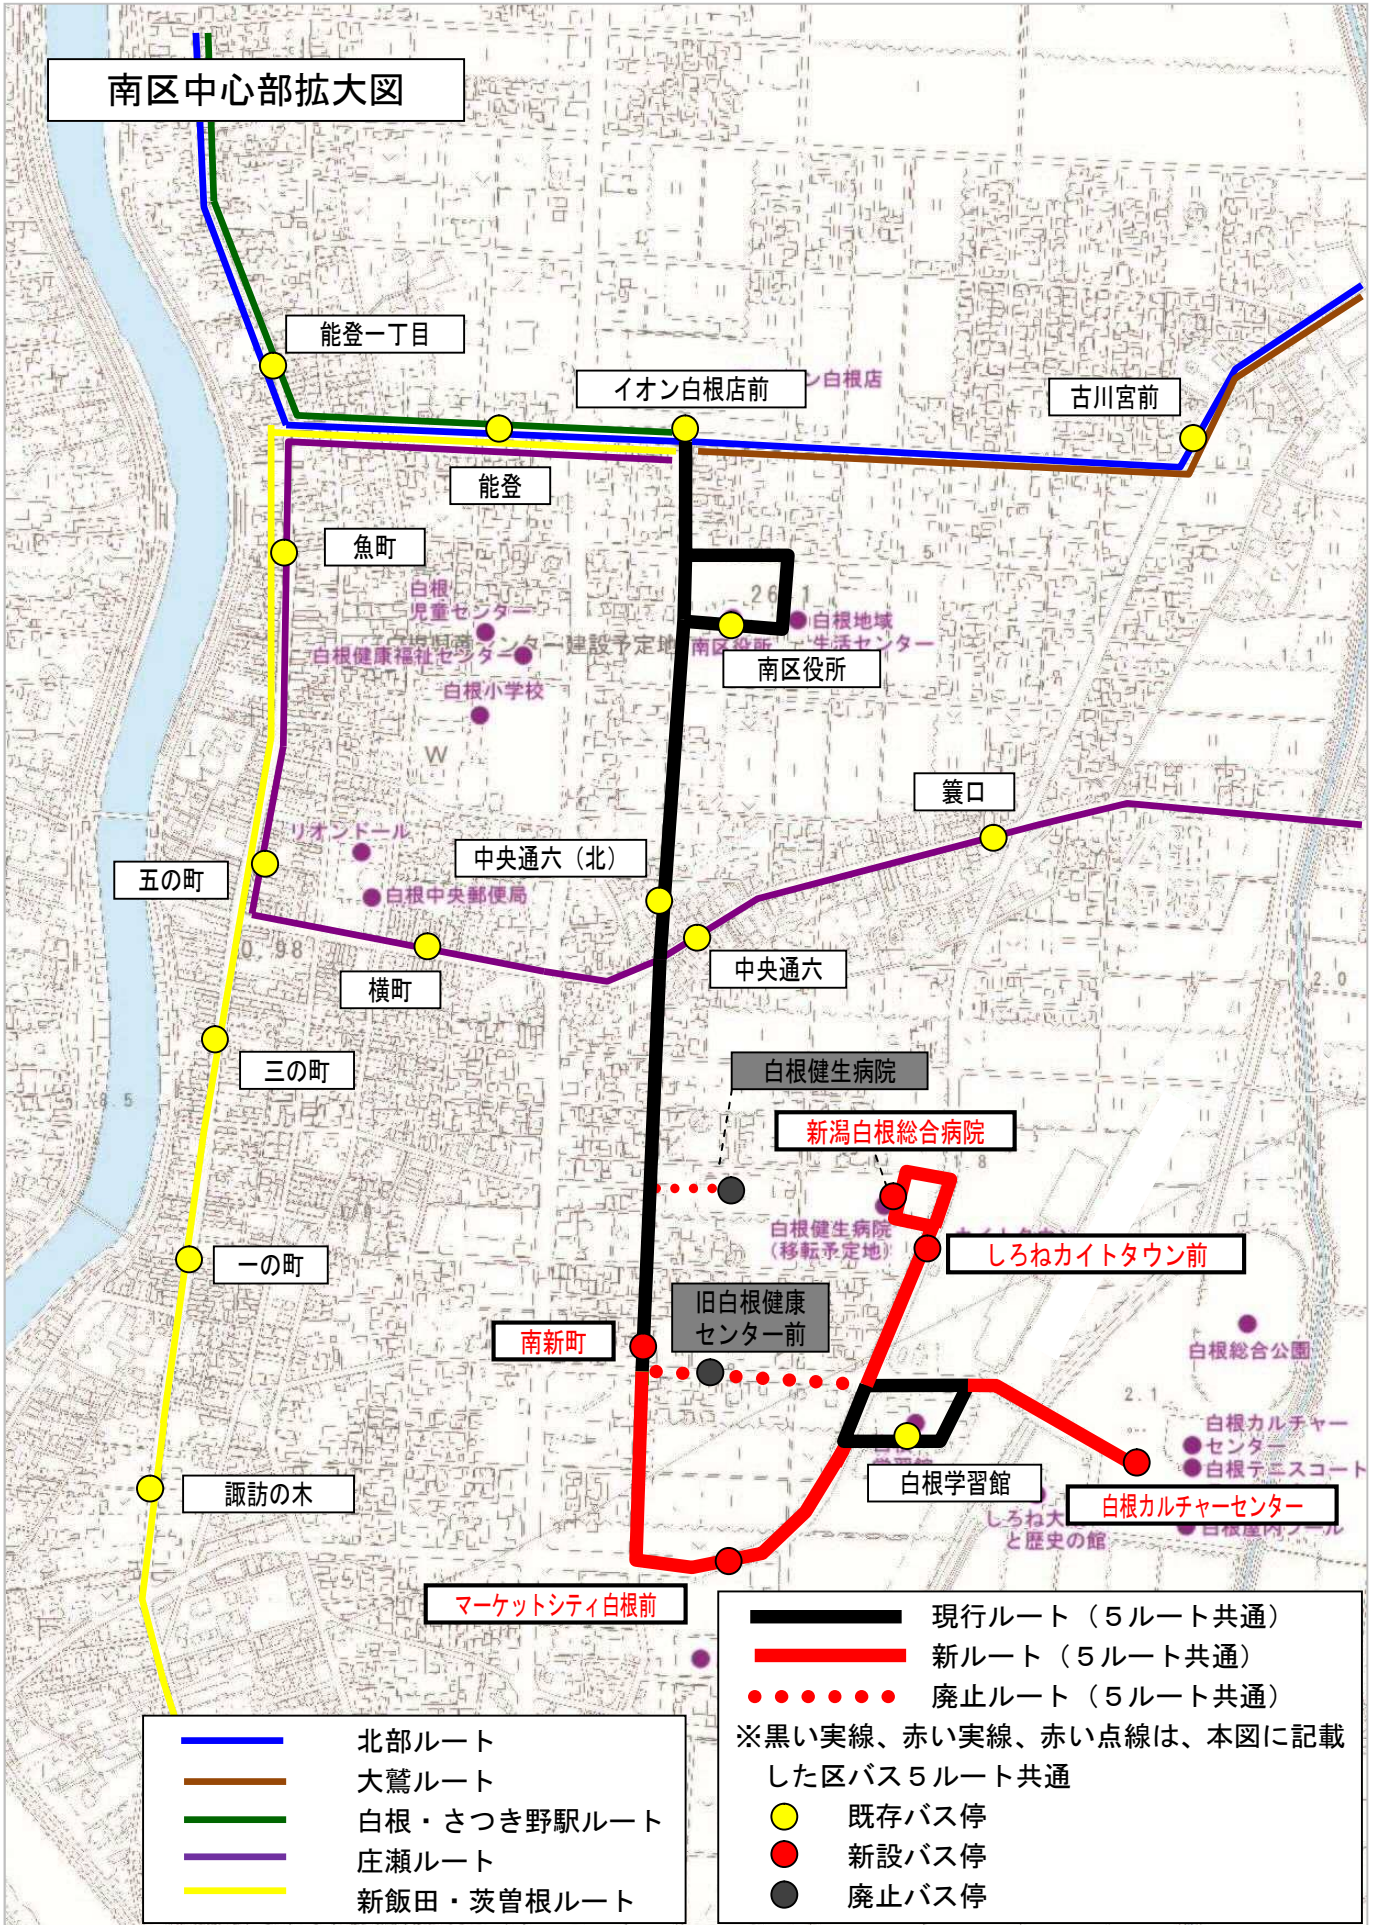 南区中心部拡大図
能登一丁目
イオン白根店前
ン白根店
古川宮前
能登
魚町
白根
児童センター
建設予定地
白根健康福祉センター
白根小学校
W
26.1
5
白根地域
生活センター
南区役所
南区役所
簑口
リオンドール
中央通六（北）
五の町
白根中央郵便局
0.98
横町
中央通六
2.0
三の町
8.5
白根健生病院
新潟白根総合病院
8
白根健生病院
（移転予定地）
しろねカイトタウン前
一の町
旧白根健康
センター前
南新町
白根総合公園
2.1
白根カルチャー
センター
白根テニスコート
白根学習館
諏訪の木
白根カルチャーセンター
しろね大
と歴史の館
白根屋内プール
マーケットシティ白根前
現行ルート（５ルート共通）
新ルート（５ルート共通）
廃止ルート（５ルート共通）
※黒い実線、赤い実線、赤い点線は、本図に記載
した区バス５ルート共通
既存バス停
新設バス停
廃止バス停
北部ルート
大鷲ルート
白根・さつき野駅ルート
庄瀬ルート
新飯田・茨曽根ルート